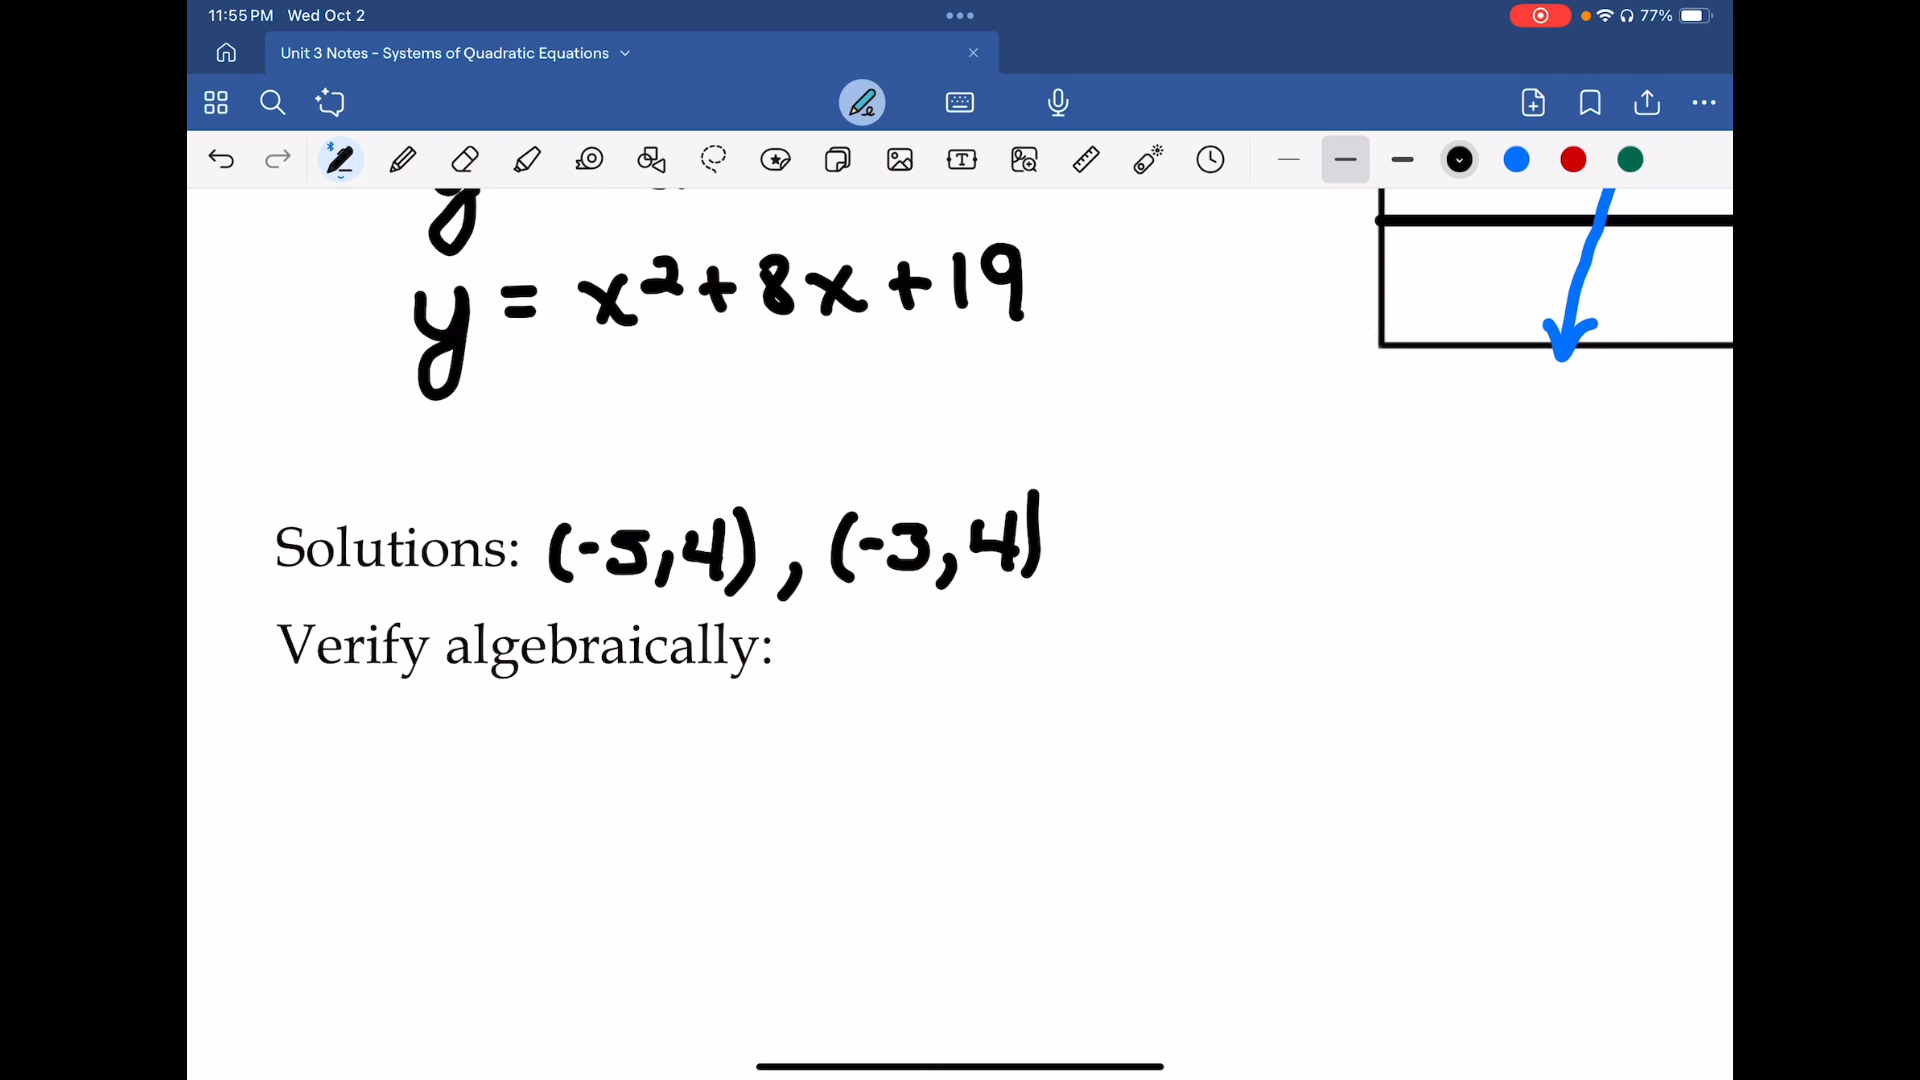 11:55 PM Wed Oct 2
77%
Unit 3 Notes - Systems of Quadratic Equations
y = x² + 8x + 19
Solutions: (-5,4), (-3,4)
Verify algebraically: